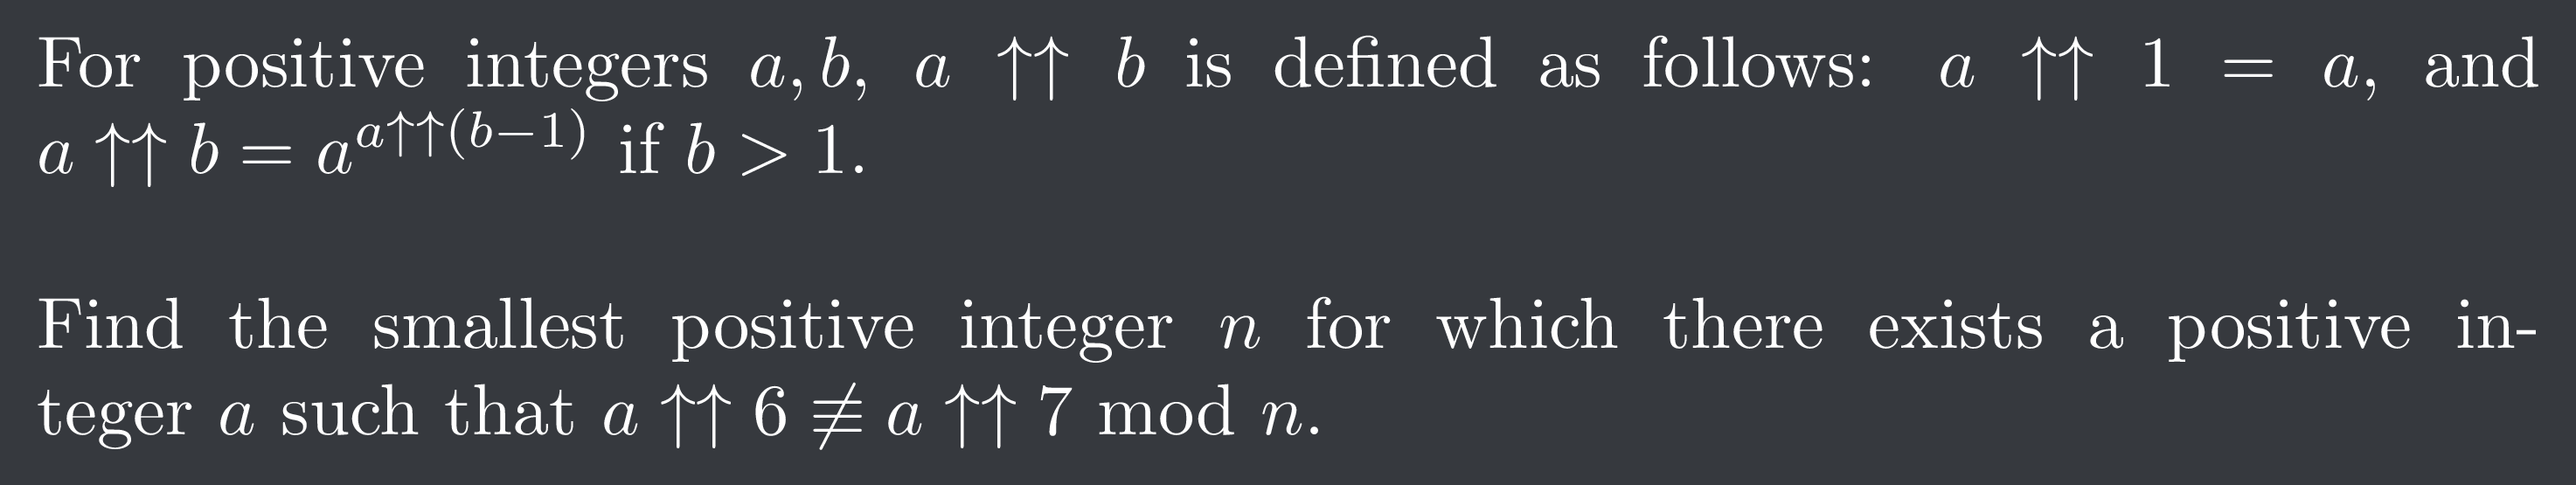 For positive integers a, b, a ↑↑ b is defined as follows: a ↑↑ 1 = a, and
a ↑↑ b = a^{a↑↑(b−1)} if b > 1.
Find the smallest positive integer n for which there exists a positive in-
teger a such that a ↑↑ 6 ≢ a ↑↑ 7 mod n.